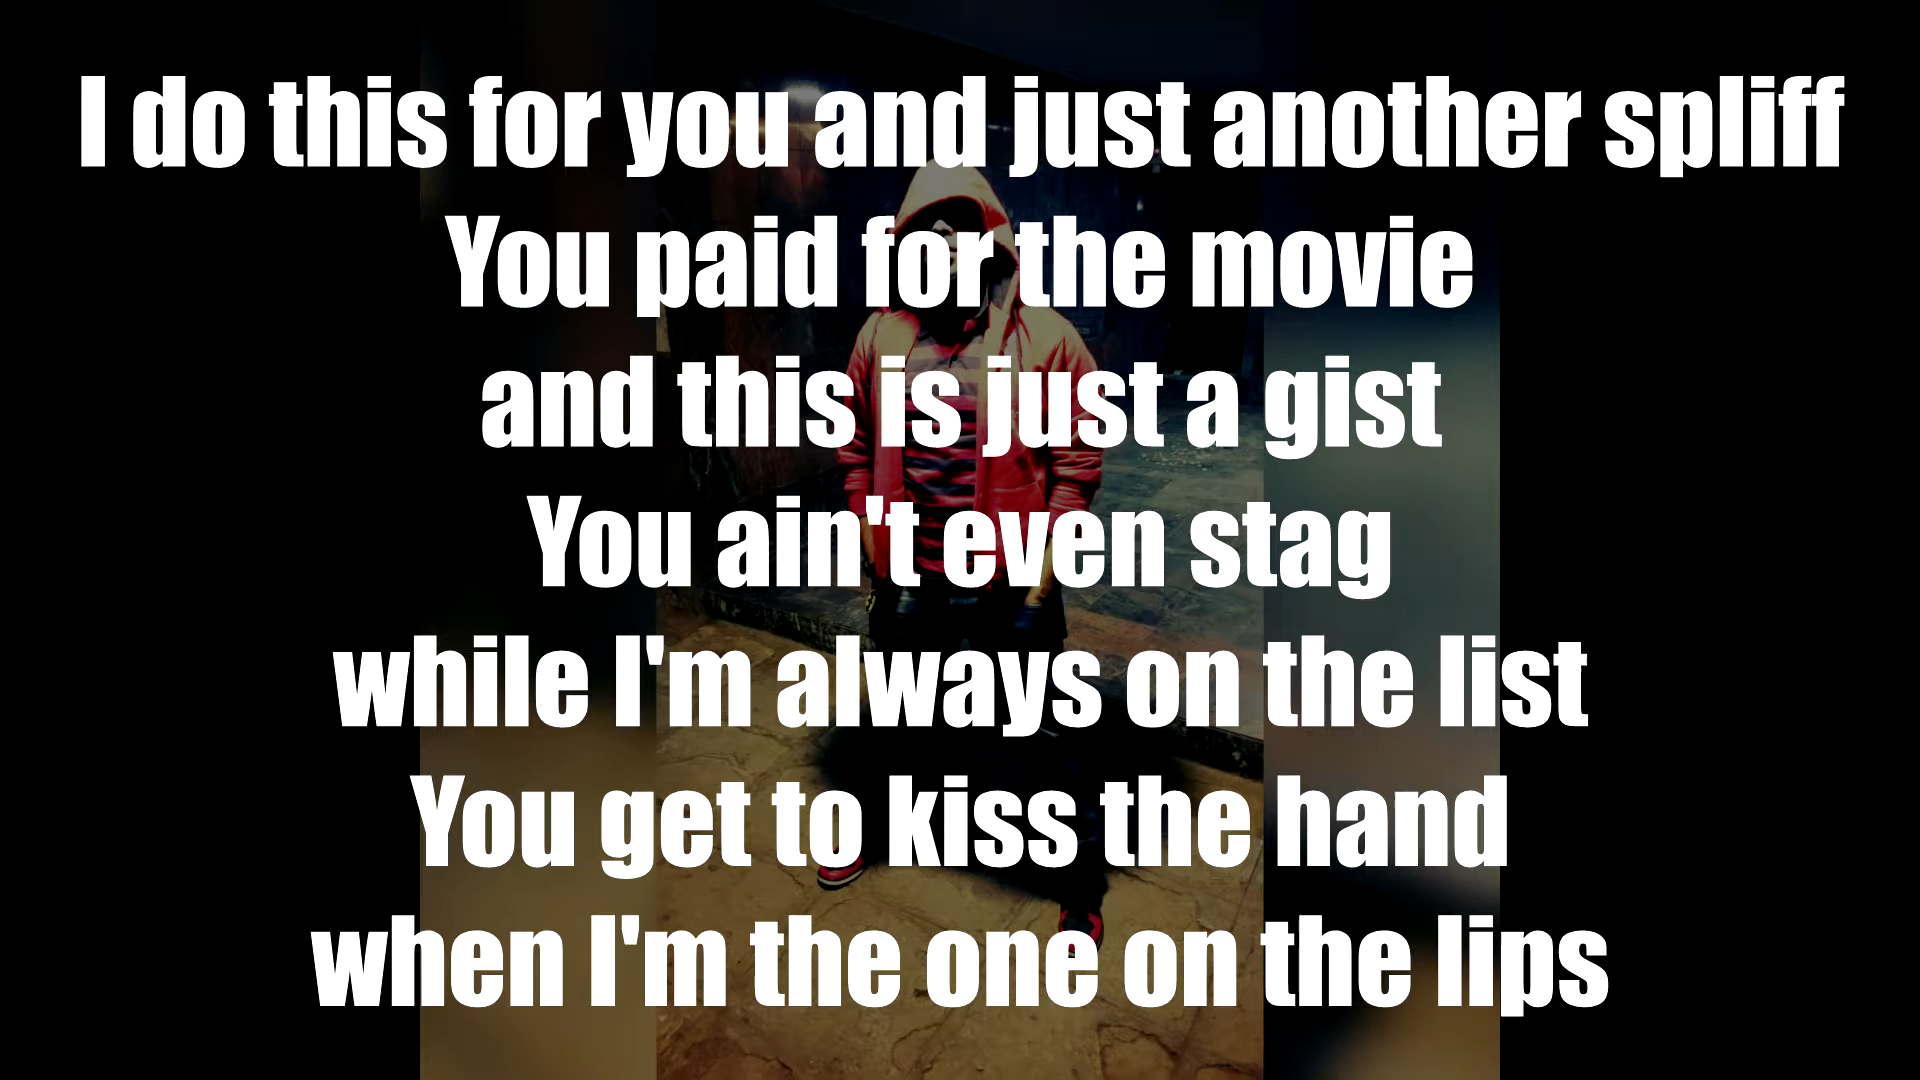 I do this for you and just another spliff
You paid for the movie
and this is just a gist
You ain't even stag
while I'm always on the list
You get to kiss the hand
when I'm the one on the lips